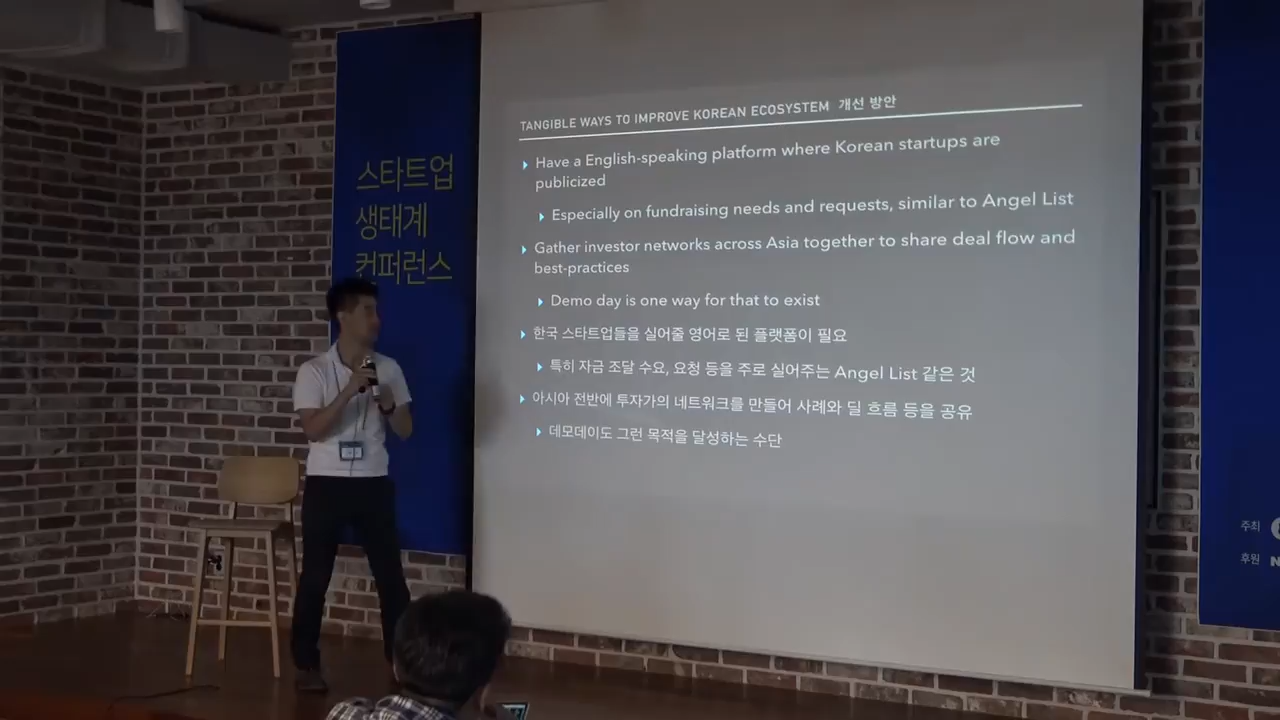 스타트업
생태계
컨퍼런스
TANGIBLE WAYS TO IMPROVE KOREAN ECOSYSTEM 개선 방안
Have a English-speaking platform where Korean startups are
publicized
Especially on fundraising needs and requests, similar to Angel List
Gather investor networks across Asia together to share deal flow and
best-practices
Demo day is one way for that to exist
한국 스타트업들을 실어줄 영어로 된 플랫폼이 필요
특히 자금 조달 수요, 요청 등을 주로 실어주는 Angel List 같은 것
아시아 전반에 투자가의 네트워크를 만들어 사례와 딜 흐름 등을 공유
데모데이도 그런 목적을 달성하는 수단
주최
후원 N